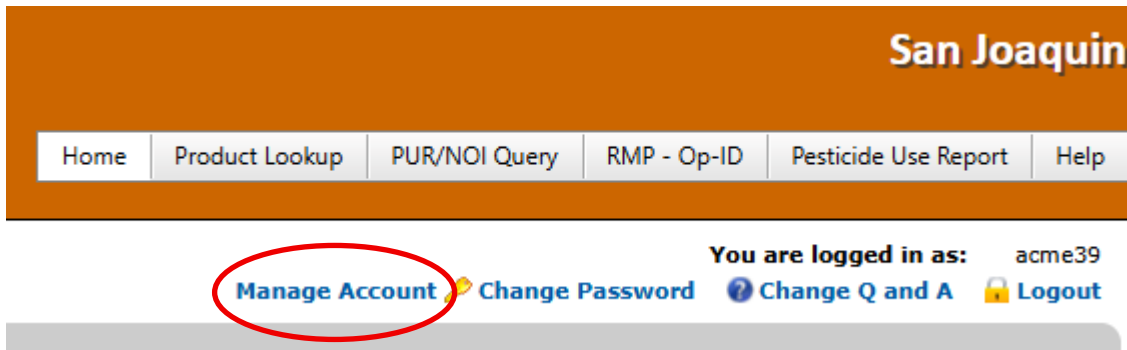 San Joaquin
Home Product Lookup PUR/NOI Query RMP - Op-ID Pesticide Use Report Help
You are logged in as: acme39
Manage Account Change Password Change Q and A Logout